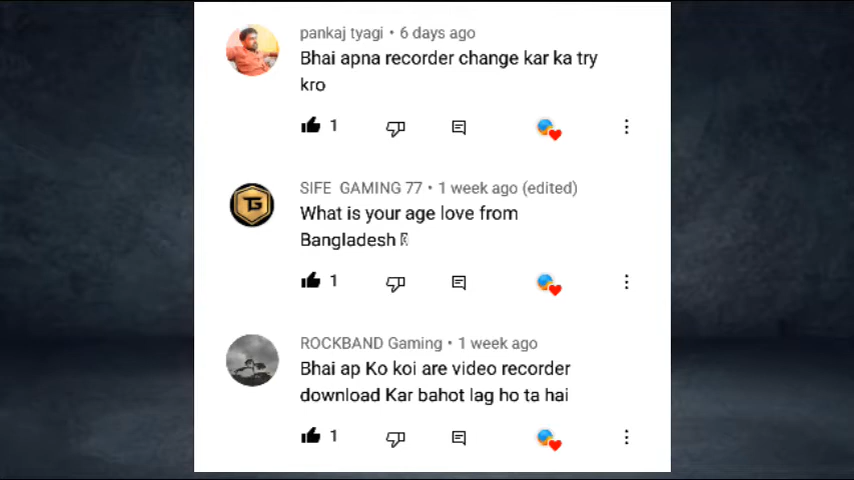 pankaj tyagi • 6 days ago
Bhai apna recorder change kar ka try
kro
1
TG
SIFE GAMING 77 • 1 week ago (edited)
What is your age love from
Bangladesh
1
ROCKBAND Gaming • 1 week ago
Bhai ap Ko koi are video recorder
download Kar bahot lag ho ta hai
1